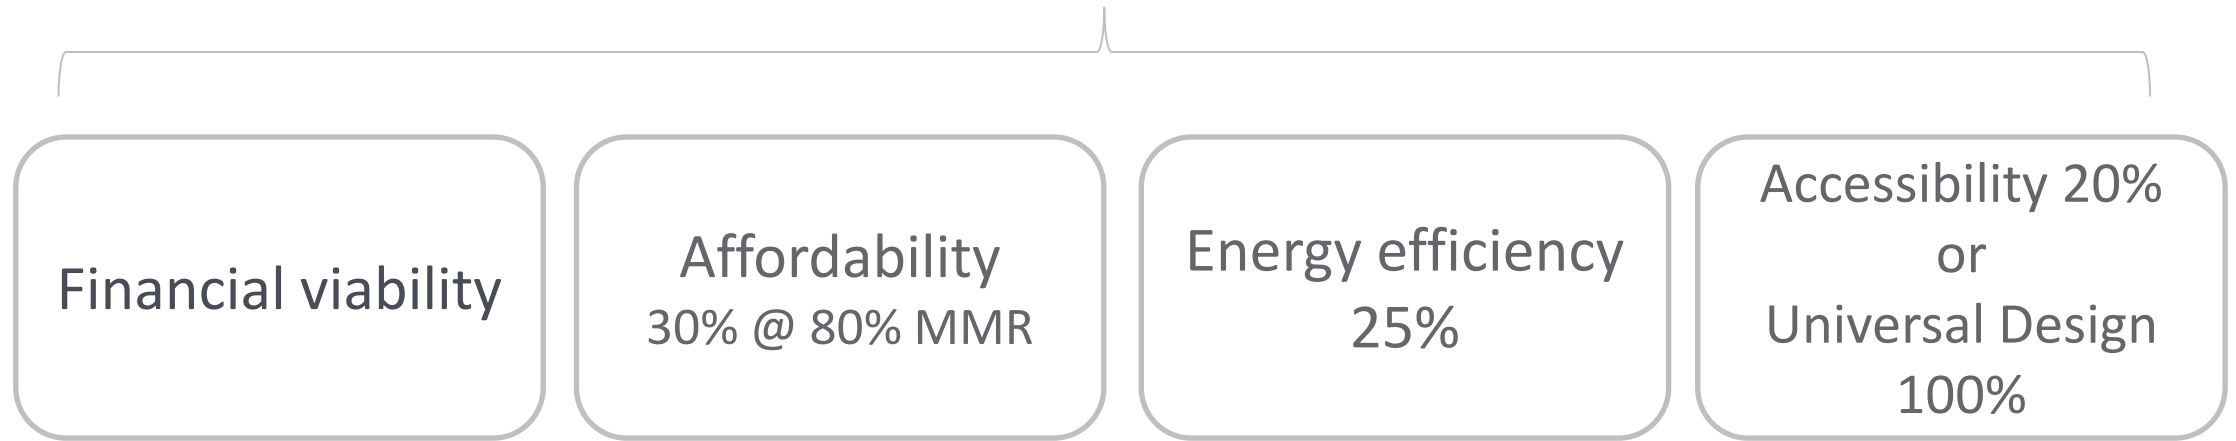 Financial viability
Affordability
30% @ 80% MMR
Energy efficiency
25%
Accessibility 20%
or
Universal Design
100%